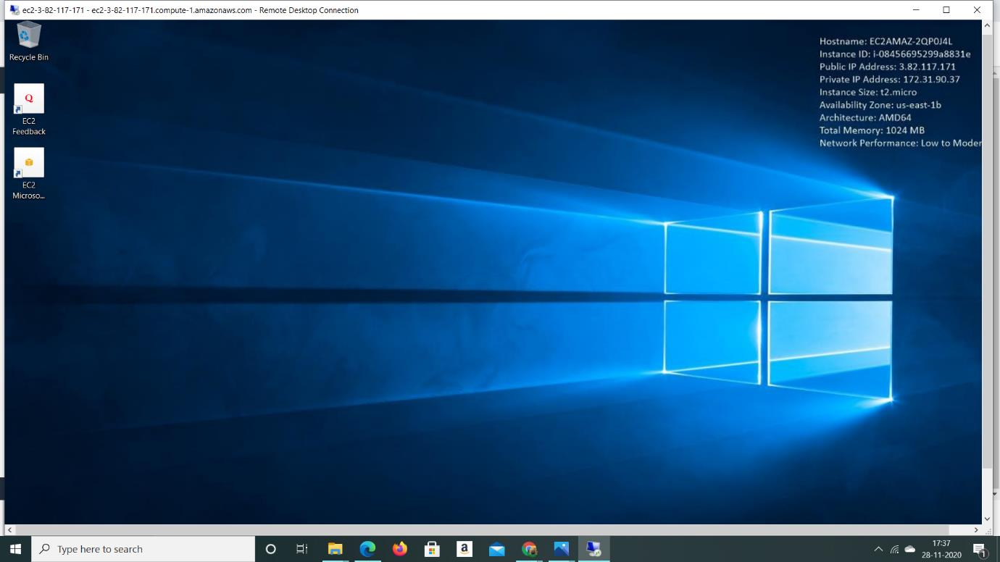 ec2-3-82-117-171 - ec2-3-82-117-171.compute-1.amazonaws.com - Remote Desktop Connection
Recycle Bin
Q
EC2
Feedback
EC2
Microso...
Hostname: EC2AMAZ-2QP0J4L
Instance ID: i-08456695299a8831e
Public IP Address: 3.82.117.171
Private IP Address: 172.31.90.37
Instance Size: t2.micro
Availability Zone: us-east-1b
Architecture: AMD64
Total Memory: 1024 MB
Network Performance: Low to Moder
Type here to search
a
17:37
28-11-2020
1